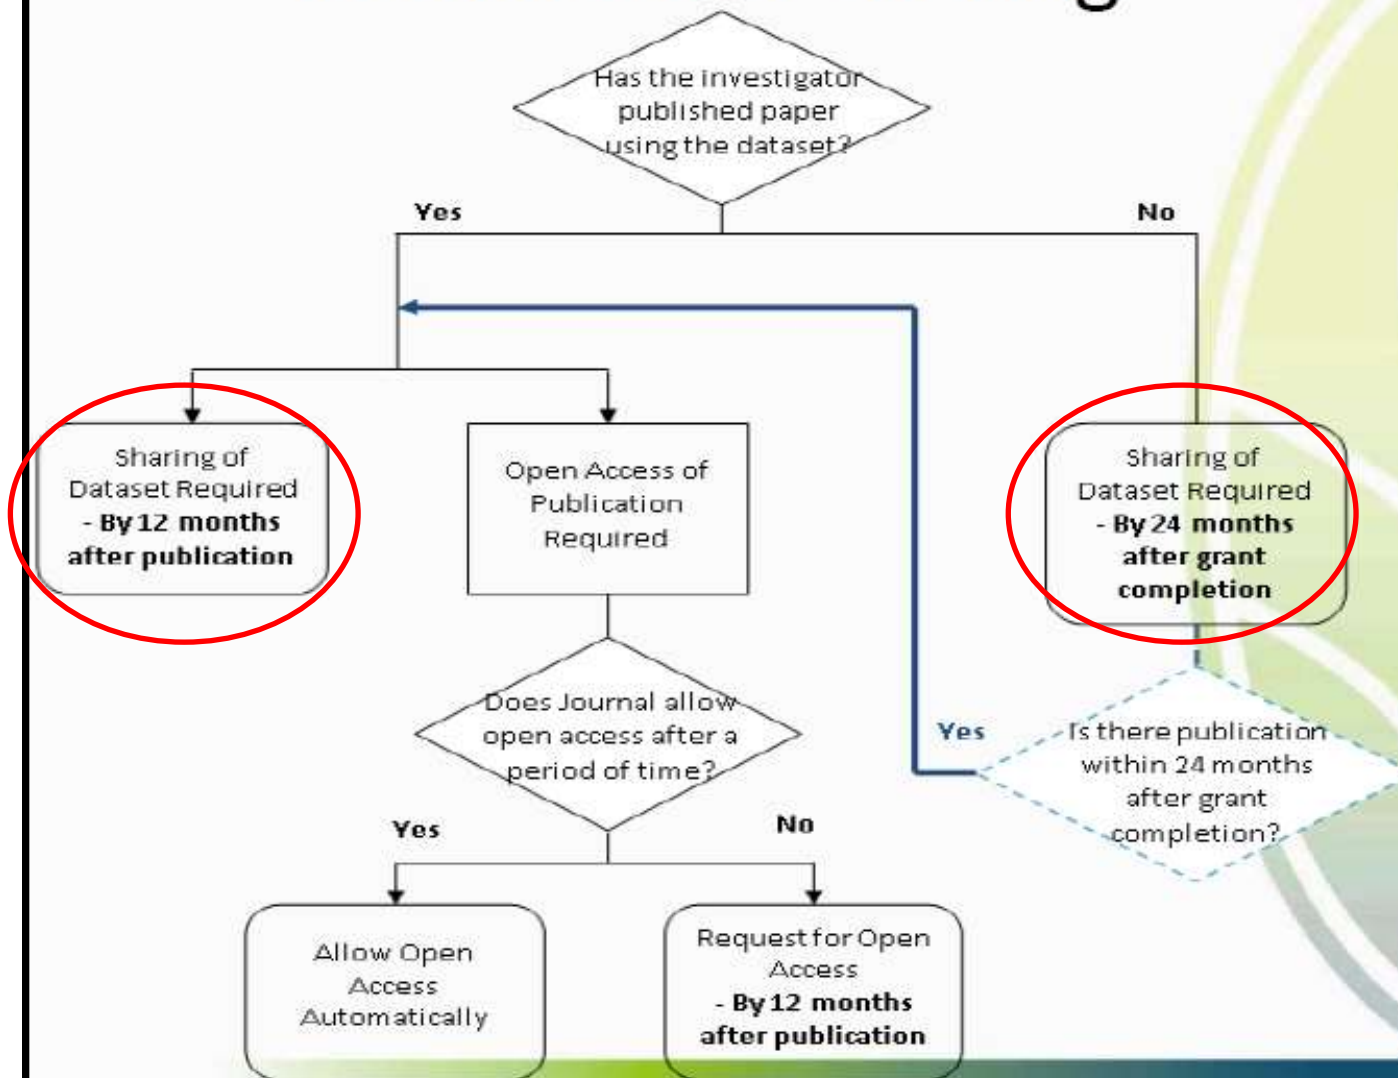 Has the investigator
published paper
using the dataset?
Yes
No
Sharing of
Dataset Required
- By 12 months
after publication
Open Access of
Publication
Required
Sharing of
Dataset Required
- By 24 months
after grant
completion
Does Journal allow
open access after a
period of time?
Yes
Is there publication
within 24 months
after grant
completion?
Yes
No
Allow Open
Access
Automatically
Request for Open
Access
- By 12 months
after publication